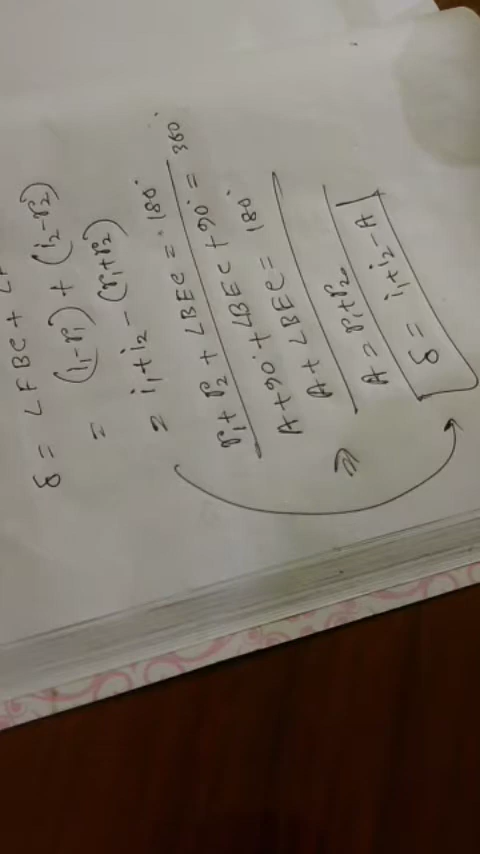 δ = ∠FBC + ∠F
= (i₁-r₁) + (i₂-r₂)
= i₁+i₂ - (r₁+r₂)
r₁+r₂ + ∠BEC = 180°
A+90° + ∠BEC +90° = 360°
A + ∠BEC = 180°
⇒ A = r₁+r₂
δ = i₁+i₂-A